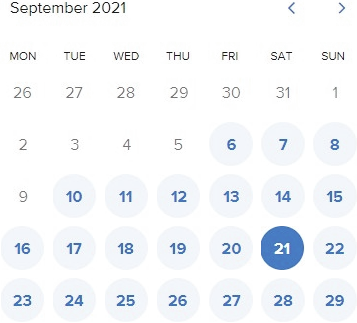 September 2021
MON TUE WED THU FRI SAT SUN
26 27 28 29 30 31 1
2 3 4 5 6 7 8
9 10 11 12 13 14 15
16 17 18 19 20 21 22
23 24 25 26 27 28 29